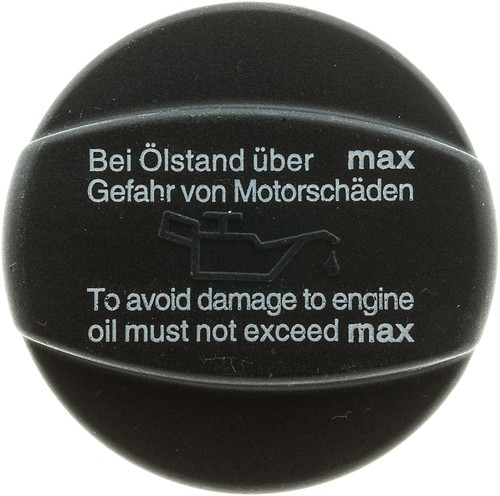 Bei Ölstand über max
Gefahr von Motorschäden
To avoid damage to engine
oil must not exceed max